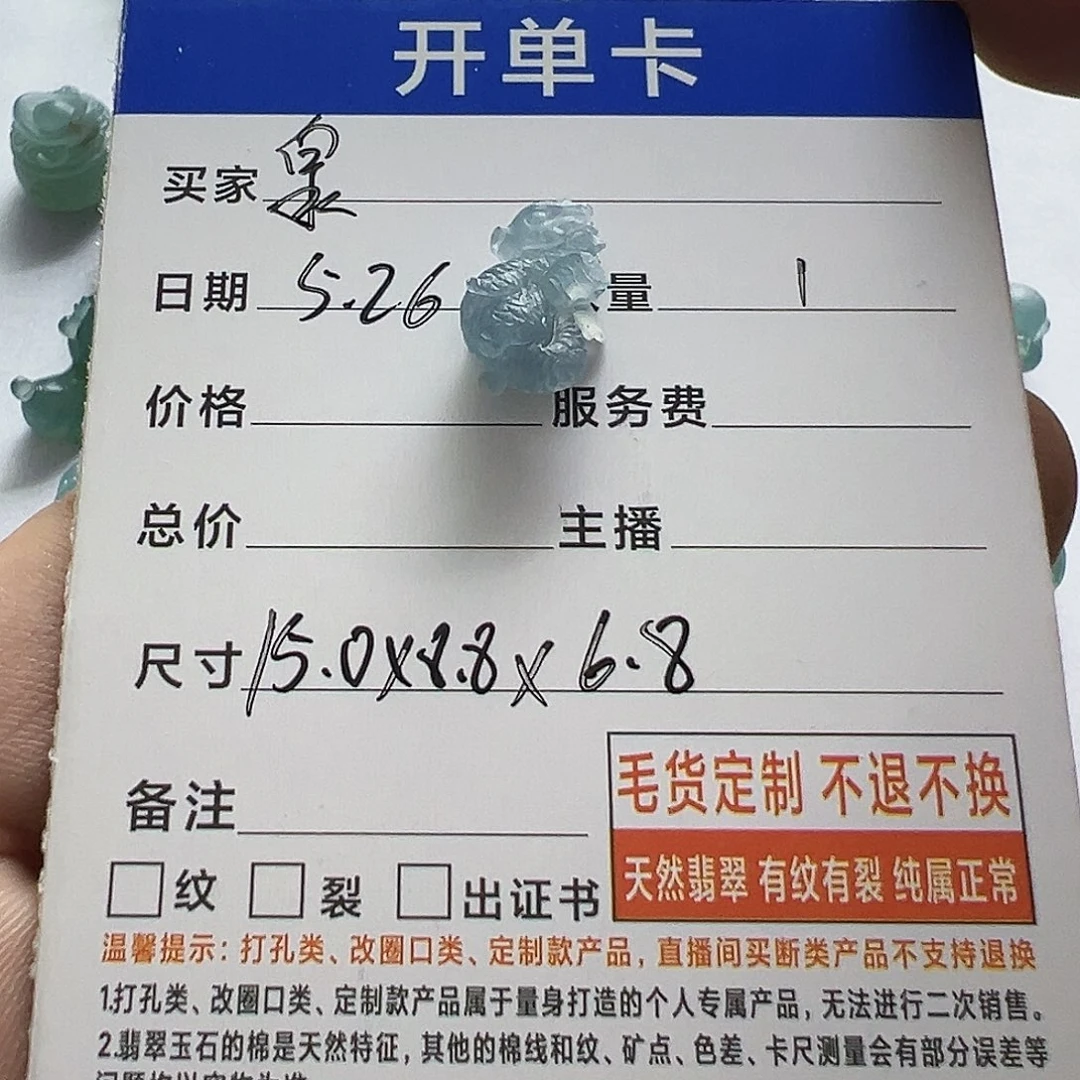 开单卡
买家 泉
日期 5.26 量 1
价格 服务费
总价 主播
尺寸 15.0x8.8x6.8
备注
毛货定制 不退不换
天然翡翠 有纹有裂 纯属正常
纹 裂 出证书
温馨提示：打孔类、改圈口类、定制款产品，直播间买断类产品不支持退换
1.打孔类、改圈口类、定制款产品属于量身打造的个人专属产品，无法进行二次销售。
2.翡翠玉石的棉是天然特征，其他的棉线和纹、矿点、色差、卡尺测量会有部分误差等